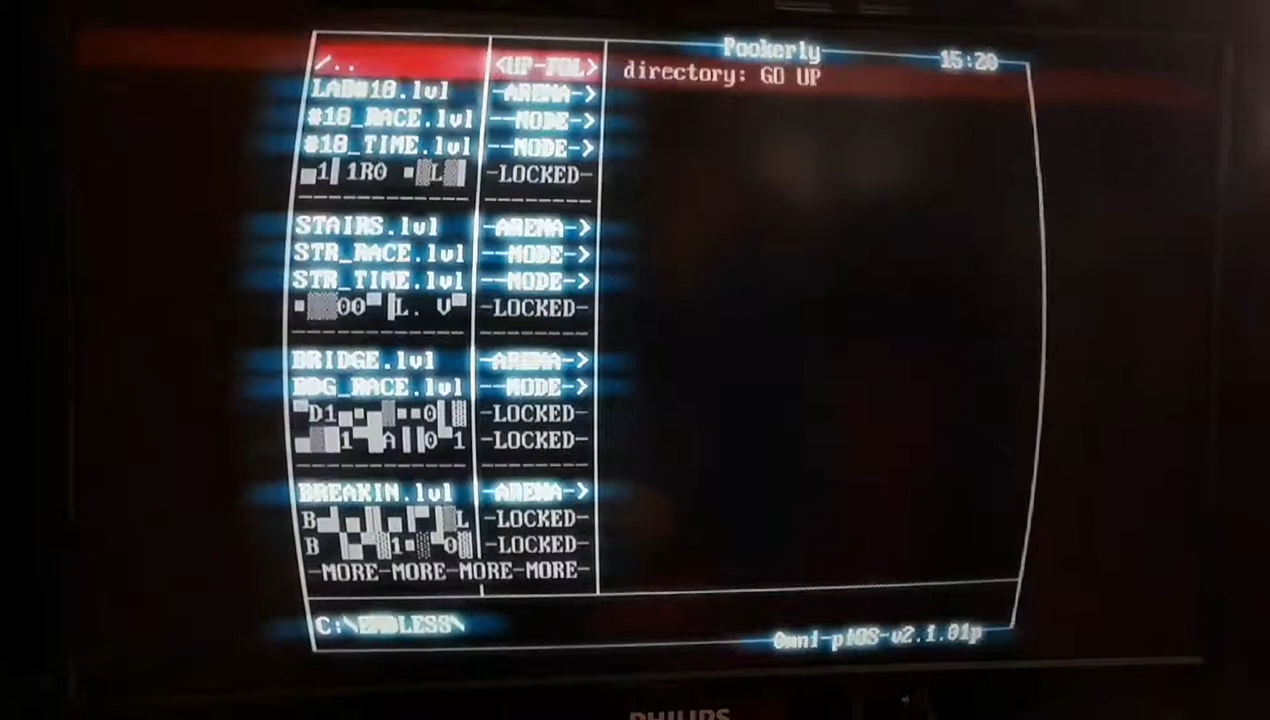 Pookerly 15:20
/.. <UP-FOL> directory: GO UP
LAB#18.lvl -ARENA->
#18_RACE.lvl --MODE->
#18_TIME.lvl --MODE->
-LOCKED-
STAIRS.lvl -ARENA->
STR_RACE.lvl --MODE->
STR_TIME.lvl --MODE->
-LOCKED-
BRIDGE.lvl -ARENA->
BDG_RACE.lvl --MODE->
-LOCKED-
-LOCKED-
BREAKIN.lvl -ARENA->
-LOCKED-
-LOCKED-
-MORE-MORE-MORE-MORE-
C:\ENDLESS\
Omni-piOS-v2.1.01p
PHILIPS